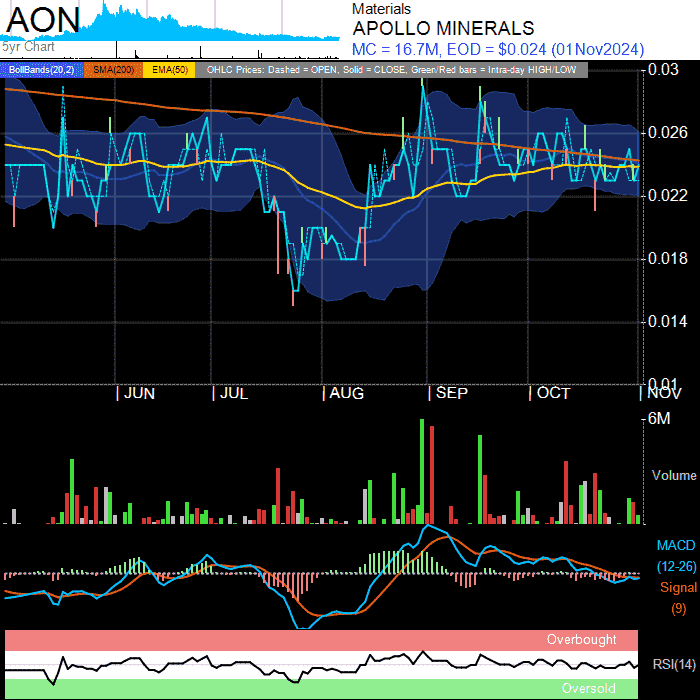 AON
5yr Chart
Materials
APOLLO MINERALS
MC = 16.7M, EOD = $0.024 (01Nov2024)
BollBands(20,2) SMA(200) EMA(50) OHLC Prices: Dashed = OPEN, Solid = CLOSE, Green/Red bars = Intra-day HIGH/LOW
0.03
0.026
0.022
0.018
0.014
0.01
| JUN | JUL | AUG | SEP | OCT | NOV
6M
Volume
MACD
(12-26)
Signal
(9)
Overbought
RSI(14)
Oversold